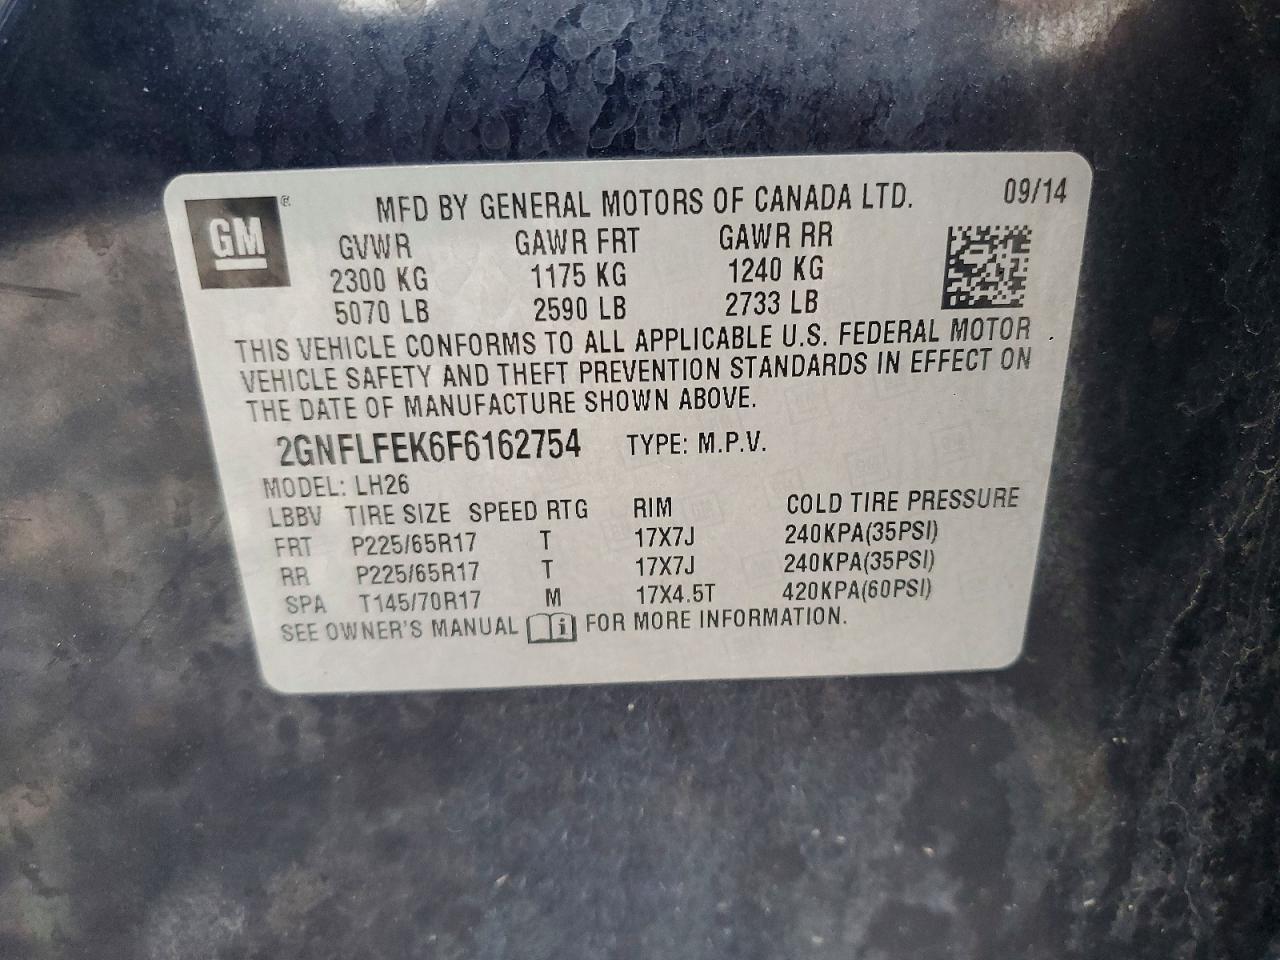 GM ® MFD BY GENERAL MOTORS OF CANADA LTD. 09/14
GVWR GAWR FRT GAWR RR
2300 KG 1175 KG 1240 KG
5070 LB 2590 LB 2733 LB
THIS VEHICLE CONFORMS TO ALL APPLICABLE U.S. FEDERAL MOTOR
VEHICLE SAFETY AND THEFT PREVENTION STANDARDS IN EFFECT ON
THE DATE OF MANUFACTURE SHOWN ABOVE.
2GNFLFEK6F6162754 TYPE: M.P.V.
MODEL: LH26
LBBV TIRE SIZE SPEED RTG RIM COLD TIRE PRESSURE
FRT P225/65R17 T 17X7J 240KPA(35PSI)
RR P225/65R17 T 17X7J 240KPA(35PSI)
SPA T145/70R17 M 17X4.5T 420KPA(60PSI)
SEE OWNER'S MANUAL i FOR MORE INFORMATION.